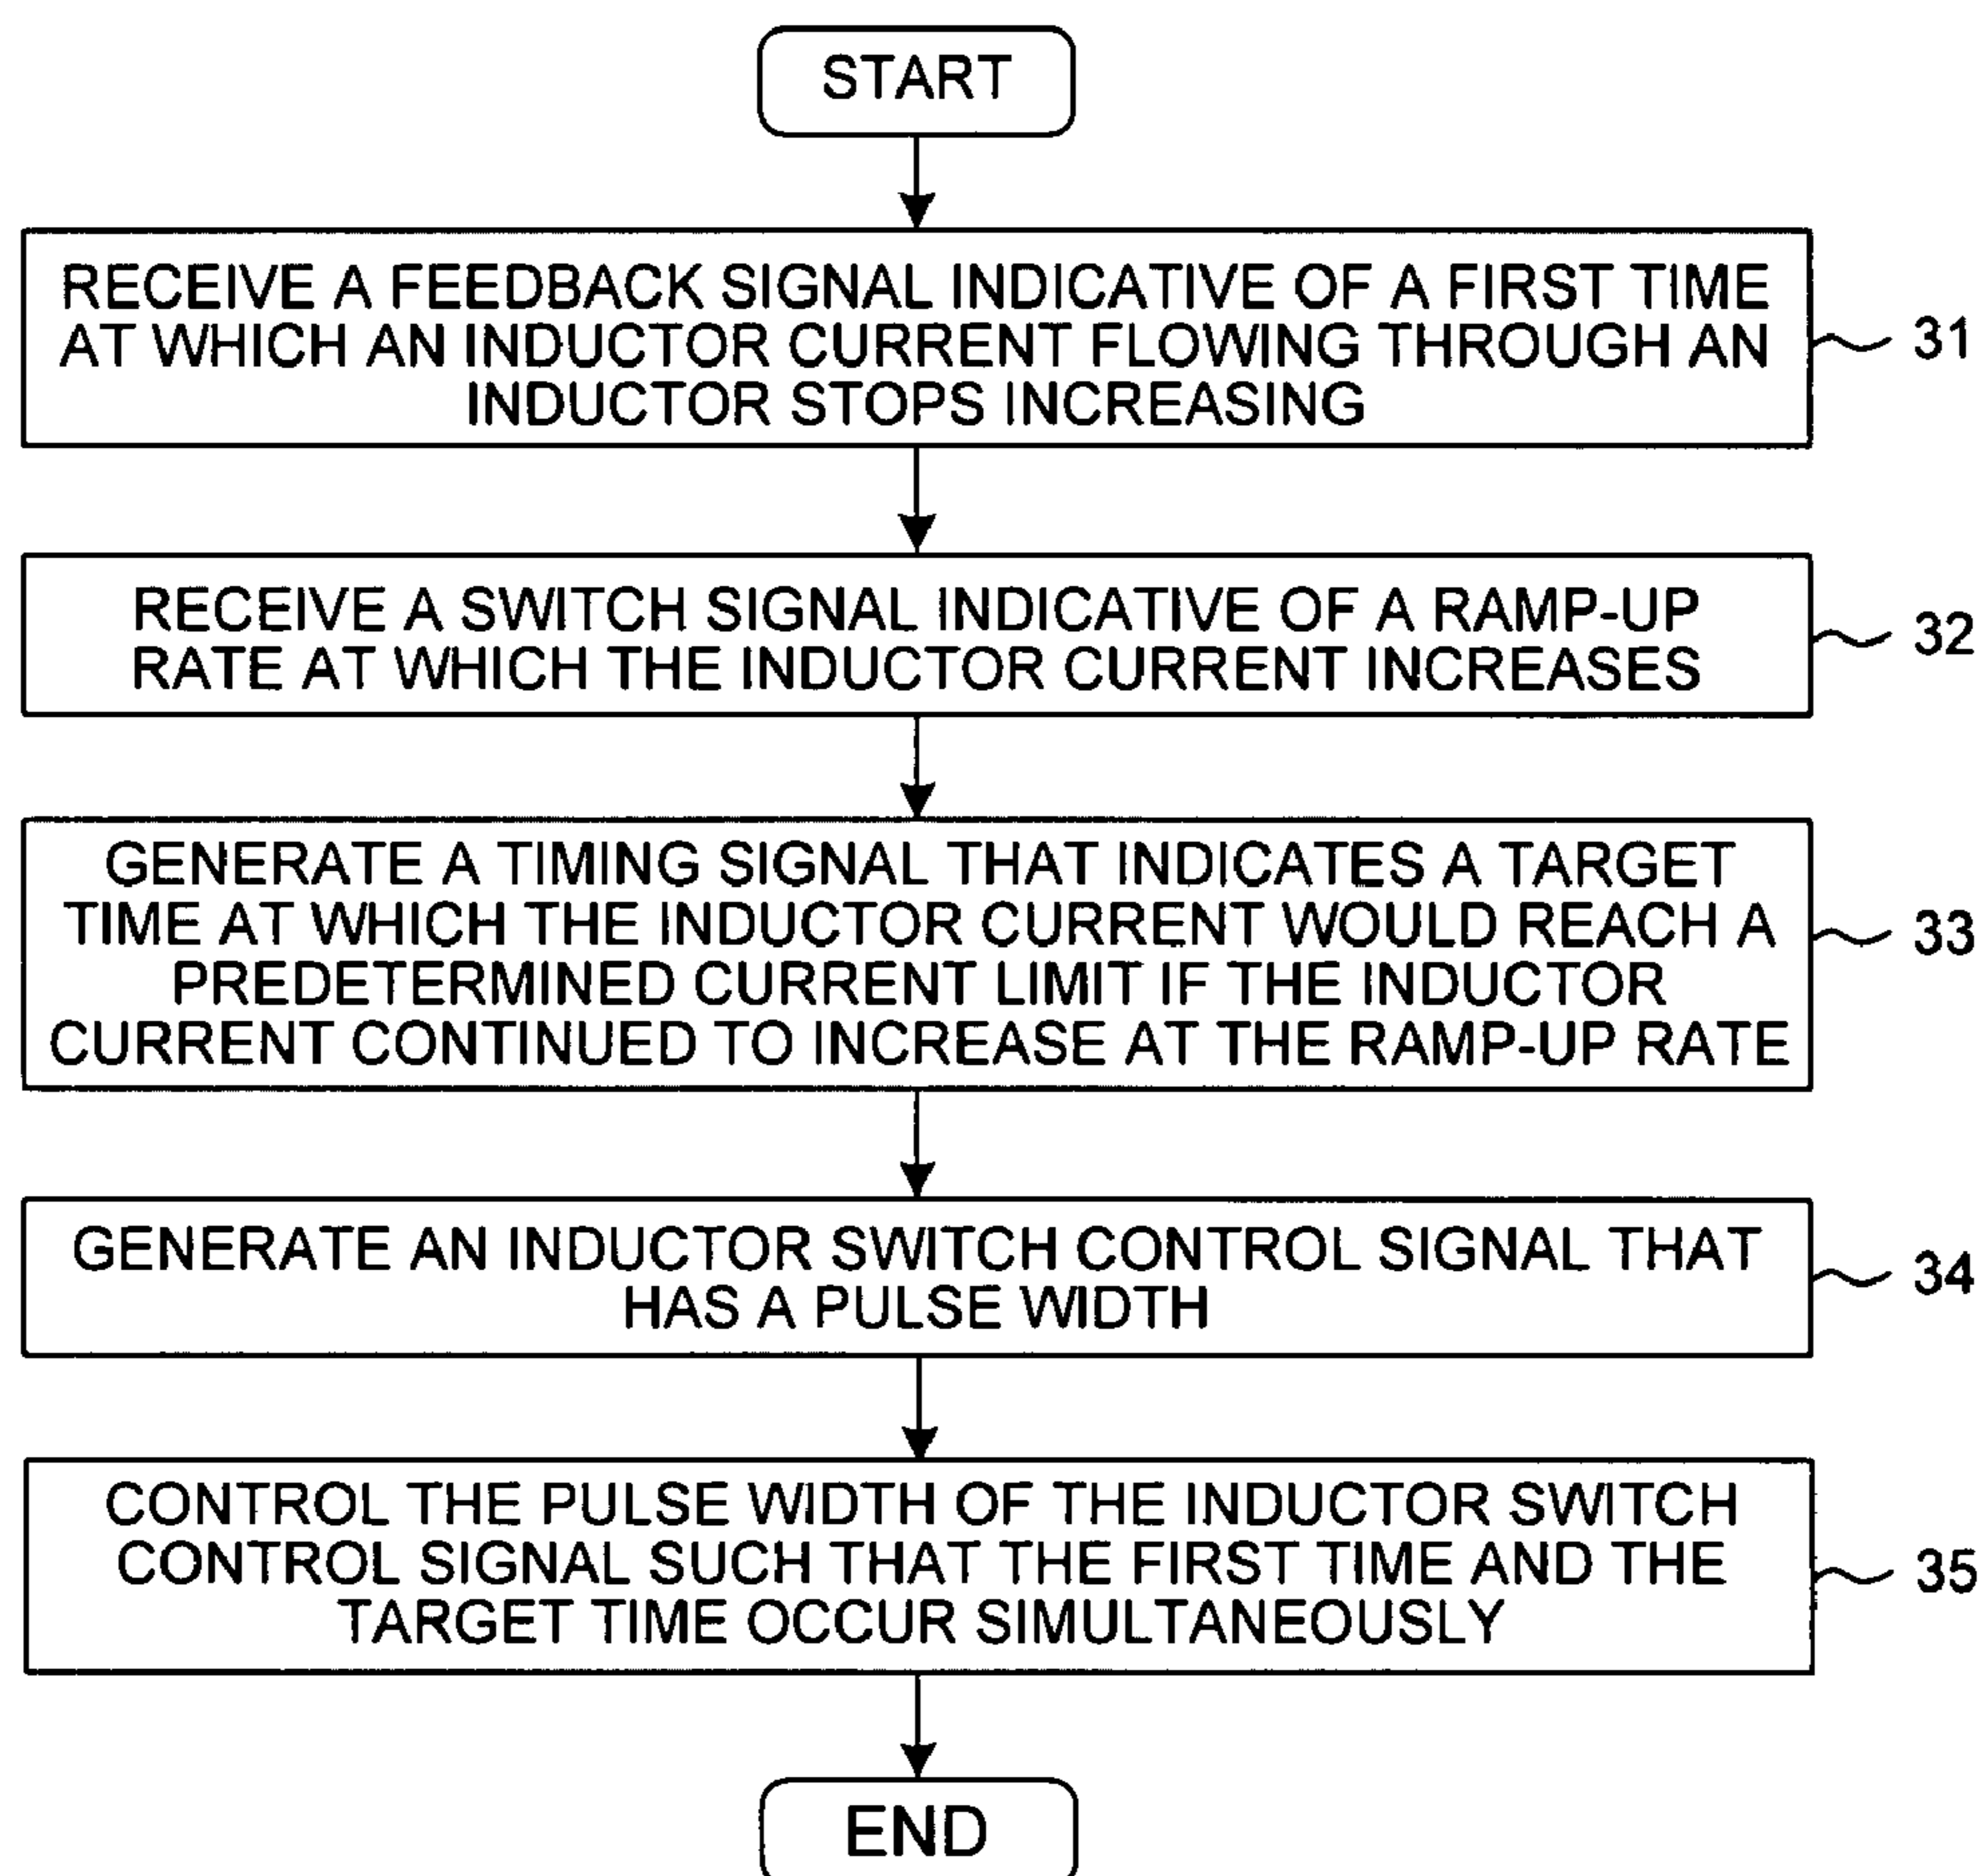 START
RECEIVE A FEEDBACK SIGNAL INDICATIVE OF A FIRST TIME
AT WHICH AN INDUCTOR CURRENT FLOWING THROUGH AN
INDUCTOR STOPS INCREASING
31
RECEIVE A SWITCH SIGNAL INDICATIVE OF A RAMP-UP
RATE AT WHICH THE INDUCTOR CURRENT INCREASES
32
GENERATE A TIMING SIGNAL THAT INDICATES A TARGET
TIME AT WHICH THE INDUCTOR CURRENT WOULD REACH A
PREDETERMINED CURRENT LIMIT IF THE INDUCTOR
CURRENT CONTINUED TO INCREASE AT THE RAMP-UP RATE
33
GENERATE AN INDUCTOR SWITCH CONTROL SIGNAL THAT
HAS A PULSE WIDTH
34
CONTROL THE PULSE WIDTH OF THE INDUCTOR SWITCH
CONTROL SIGNAL SUCH THAT THE FIRST TIME AND THE
TARGET TIME OCCUR SIMULTANEOUSLY
35
END